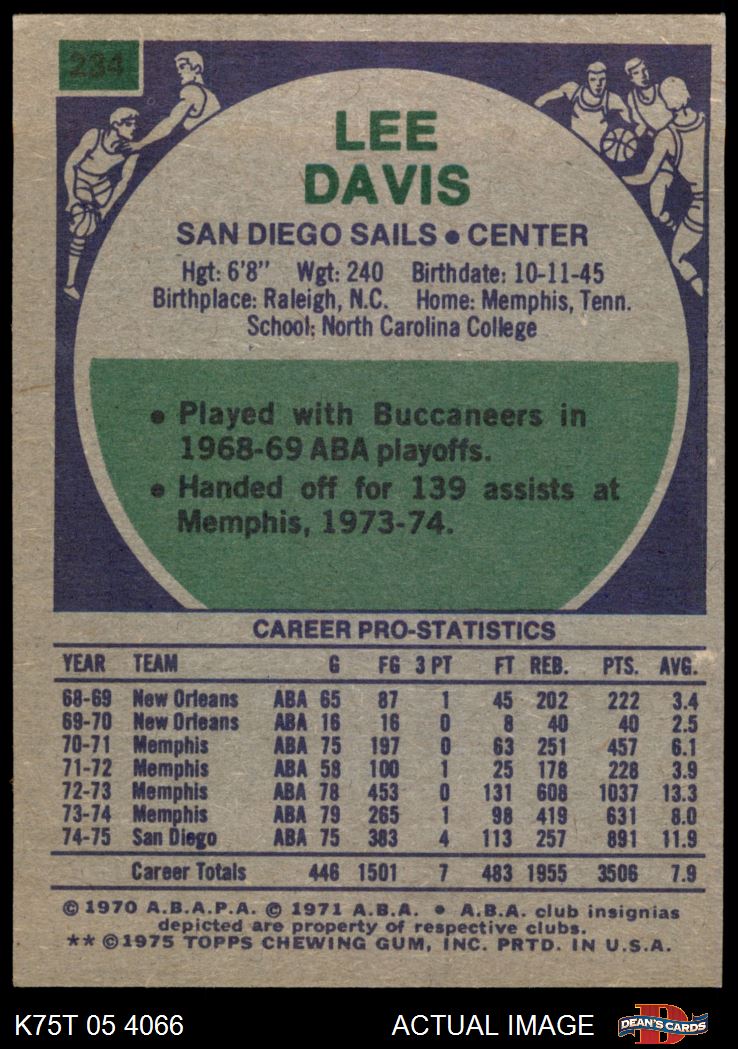 234
LEE
DAVIS
SAN DIEGO SAILS • CENTER
Hgt: 6'8" Wgt: 240 Birthdate: 10-11-45
Birthplace: Raleigh, N.C. Home: Memphis, Tenn.
School: North Carolina College
• Played with Buccaneers in
1968-69 ABA playoffs.
• Handed off for 139 assists at
Memphis, 1973-74.
CAREER PRO-STATISTICS
YEAR TEAM G FG 3 PT FT REB. PTS. AVG.
68-69 New Orleans ABA 65 87 1 45 202 222 3.4
69-70 New Orleans ABA 16 16 0 8 40 40 2.5
70-71 Memphis ABA 75 197 0 63 251 457 6.1
71-72 Memphis ABA 58 100 1 25 178 228 3.9
72-73 Memphis ABA 78 453 0 131 608 1037 13.3
73-74 Memphis ABA 79 265 1 98 419 631 8.0
74-75 San Diego ABA 75 383 4 113 257 891 11.9
Career Totals 446 1501 7 483 1955 3506 7.9
© 1970 A.B.A.P.A. © 1971 A.B.A. • A.B.A. club insignias
depicted are property of respective clubs.
** ©1975 TOPPS CHEWING GUM, INC. PRTD. IN U.S.A.
K75T 05 4066 ACTUAL IMAGE D DEAN'S CARDS